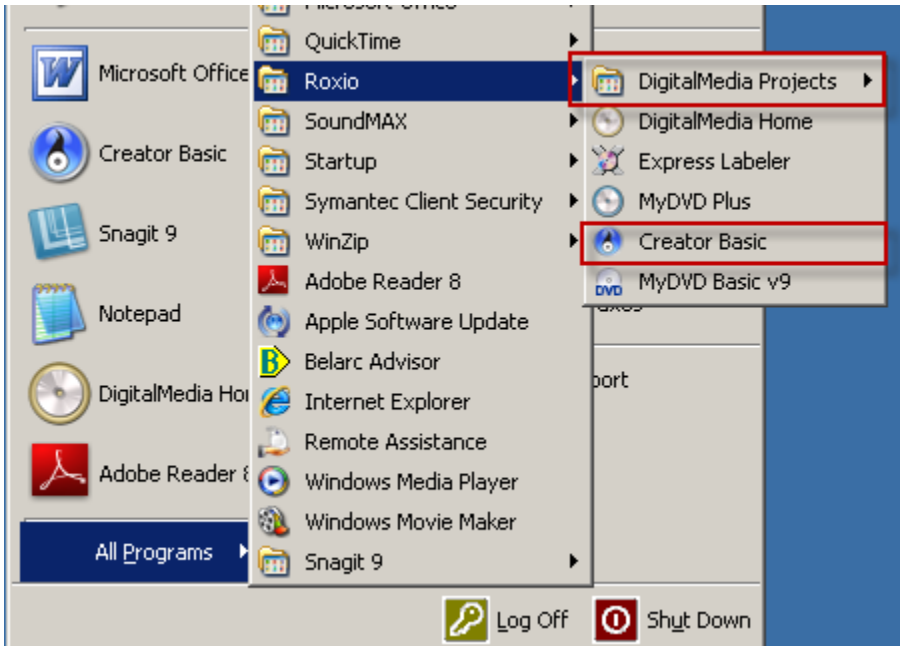 Microsoft Office
Creator Basic
Snagit 9
Notepad
DigitalMedia
Adobe Reader 8
All Programs
Microsoft Office
QuickTime
Roxio
SoundMAX
Startup
Symantec Client Security
WinZip
Adobe Reader 8
Apple Software Update
Belarc Advisor
Internet Explorer
Remote Assistance
Windows Media Player
Windows Movie Maker
Snagit 9
DigitalMedia Projects
DigitalMedia Home
Express Labeler
MyDVD Plus
Creator Basic
DVD MyDVD Basic v9
port
Log Off
Shut Down